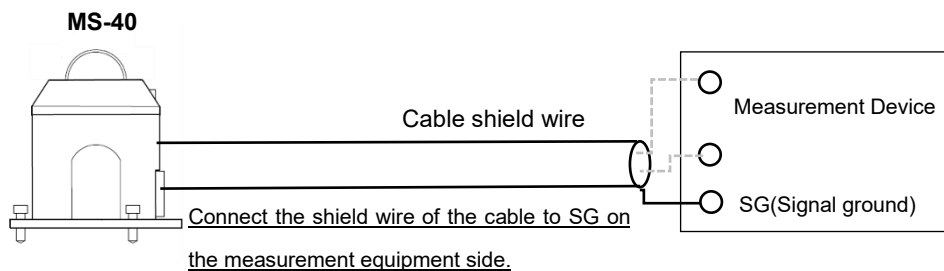 MS-40
Cable shield wire
Measurement Device
SG(Signal ground)
Connect the shield wire of the cable to SG on
the measurement equipment side.